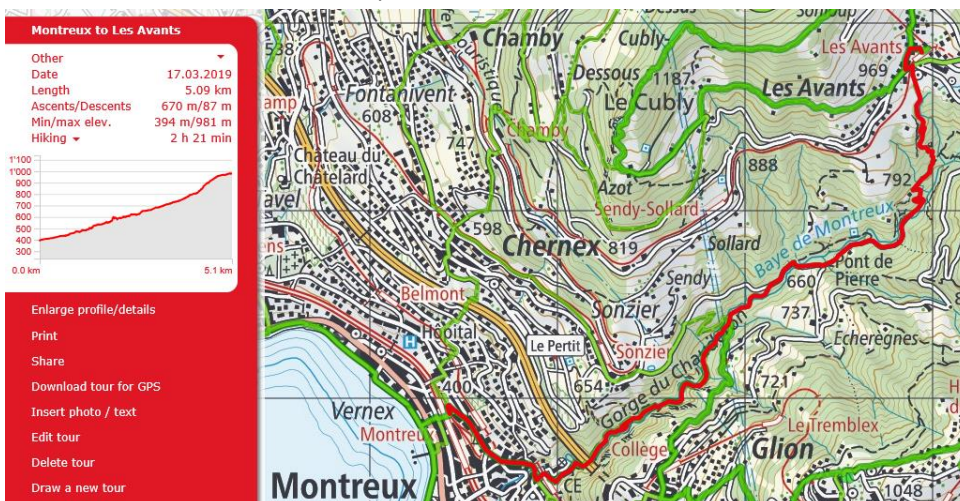 Montreux to Les Avants
Other
Date 17.03.2019
Length 5.09 km
Ascents/Descents 670 m/87 m
Min/max elev. 394 m/981 m
Hiking 2 h 21 min
1'100
1'000
900
800
700
600
500
400
300
0.0 km 5.1 km
Enlarge profile/details
Print
Share
Download tour for GPS
Insert photo / text
Edit tour
Delete tour
Draw a new tour
538
Chamby
Cubly
Dessus
Sonloup
Les Avants
969
Dessous
1187
Les Avants
Fontanivent
608
Le Cubly
747
Chamby
Château du
Châtelard
888
792
Azot
Sendy-Sollard
598
Chernex
819
Sollard
Baye de Montreux
Pont de
Pierre
660
Sendy
Belmont
Sonzier
737
Hôpital
H
Le Pertit
Sonzier
Echeregnes
400
654
721
Vernex
Gorge du
Le Tremblex
Montreux
Collège
Glion
Montreux
CE
1048